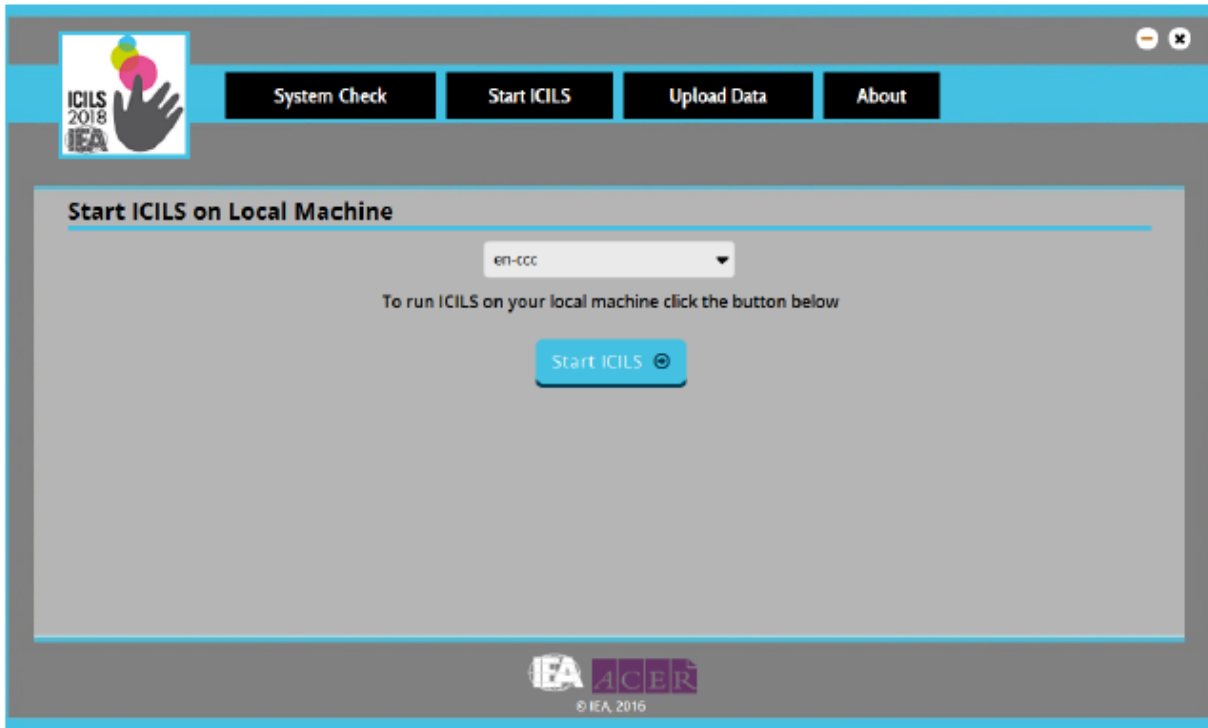 ICILS
2018
IEA
System Check
Start ICILS
Upload Data
About
Start ICILS on Local Machine
en-ccc
To run ICILS on your local machine click the button below
Start ICILS
IEA
ACER
© IEA, 2016